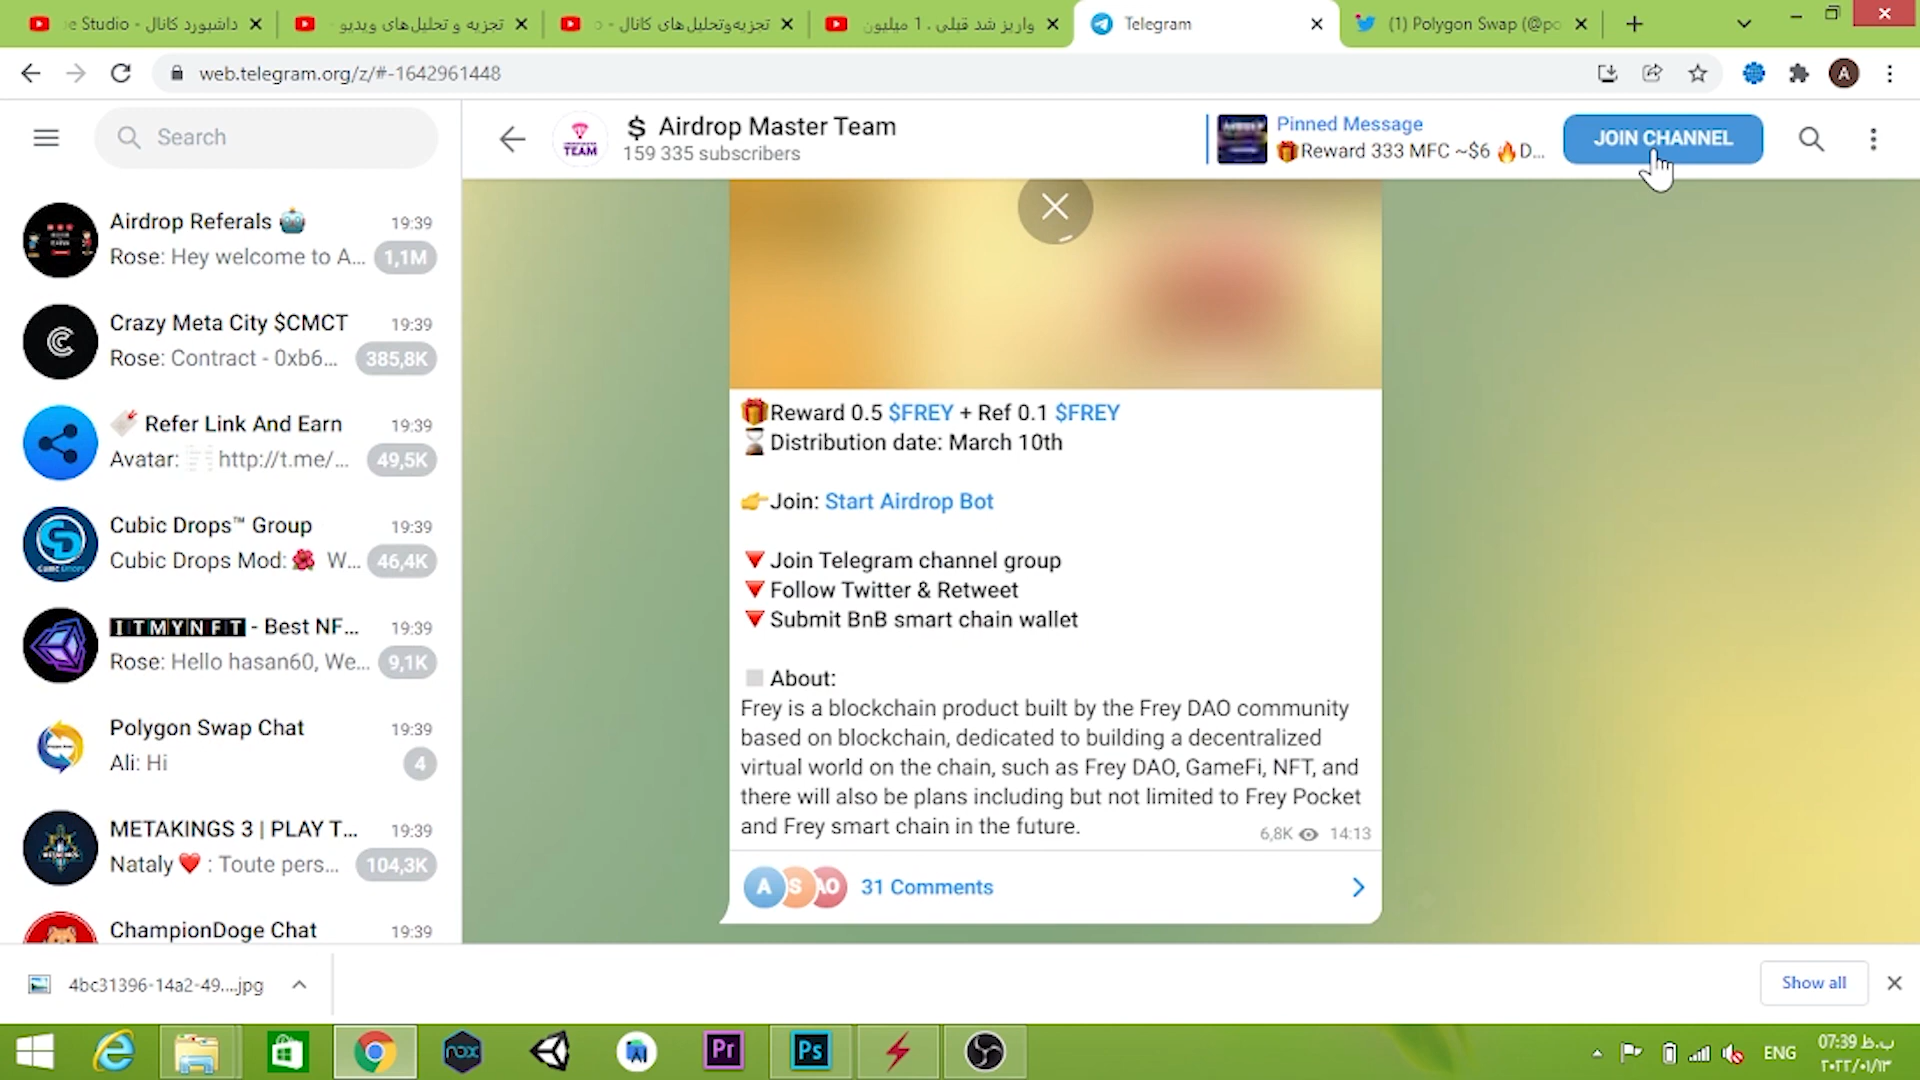 داشبورد کانال - e Studio
تجزیه و تحلیل‌های ویدیو -
تجزیه‌وتحلیل‌های کانال - o
واریز شد قبلی . 1 میلیون
Telegram
(1) Polygon Swap (@po
web.telegram.org/z/#-1642961448
A
Search
TEAM
$ Airdrop Master Team
159 335 subscribers
Pinned Message
🎁Reward 333 MFC ~$6 🔥D...
JOIN CHANNEL
Airdrop Referals 🤖 19:39
Rose: Hey welcome to A... 1,1M
Crazy Meta City $CMCT 19:39
Rose: Contract - 0xb6... 385,8K
Refer Link And Earn 19:39
Avatar: http://t.me/... 49,5K
Cubic Drops™ Group 19:39
Cubic Drops Mod: 🌺 W... 46,4K
ITMYNFT - Best NF... 19:39
Rose: Hello hasan60, We... 9,1K
Polygon Swap Chat 19:39
Ali: Hi 4
METAKINGS 3 | PLAY T... 19:39
Nataly ❤️ : Toute pers... 104,3K
ChampionDoge Chat 19:39
🎁Reward 0.5 $FREY + Ref 0.1 $FREY
⏳Distribution date: March 10th
👉Join: Start Airdrop Bot
🔻Join Telegram channel group
🔻Follow Twitter & Retweet
🔻Submit BnB smart chain wallet
◻️About:
Frey is a blockchain product built by the Frey DAO community
based on blockchain, dedicated to building a decentralized
virtual world on the chain, such as Frey DAO, GameFi, NFT, and
there will also be plans including but not limited to Frey Pocket
and Frey smart chain in the future.
6,8K 14:13
A S AO 31 Comments
4bc31396-14a2-49....jpg
Show all
nox
Pr
Ps
ENG
07:39 ب.ظ
۲۰۲۲/۰۱/۱۳